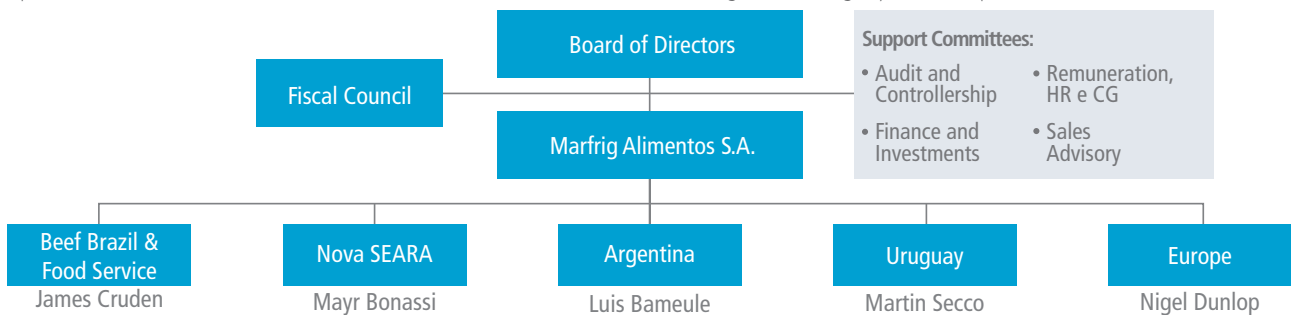 Board of Directors
Fiscal Council
Marfrig Alimentos S.A.
Support Committees:
• Audit and
Controllership
• Finance and
Investments
• Remuneration,
HR e CG
• Sales
Advisory
Beef Brazil &
Food Service
James Cruden
Nova SEARA
Mayr Bonassi
Argentina
Luis Bameule
Uruguay
Martin Secco
Europe
Nigel Dunlop